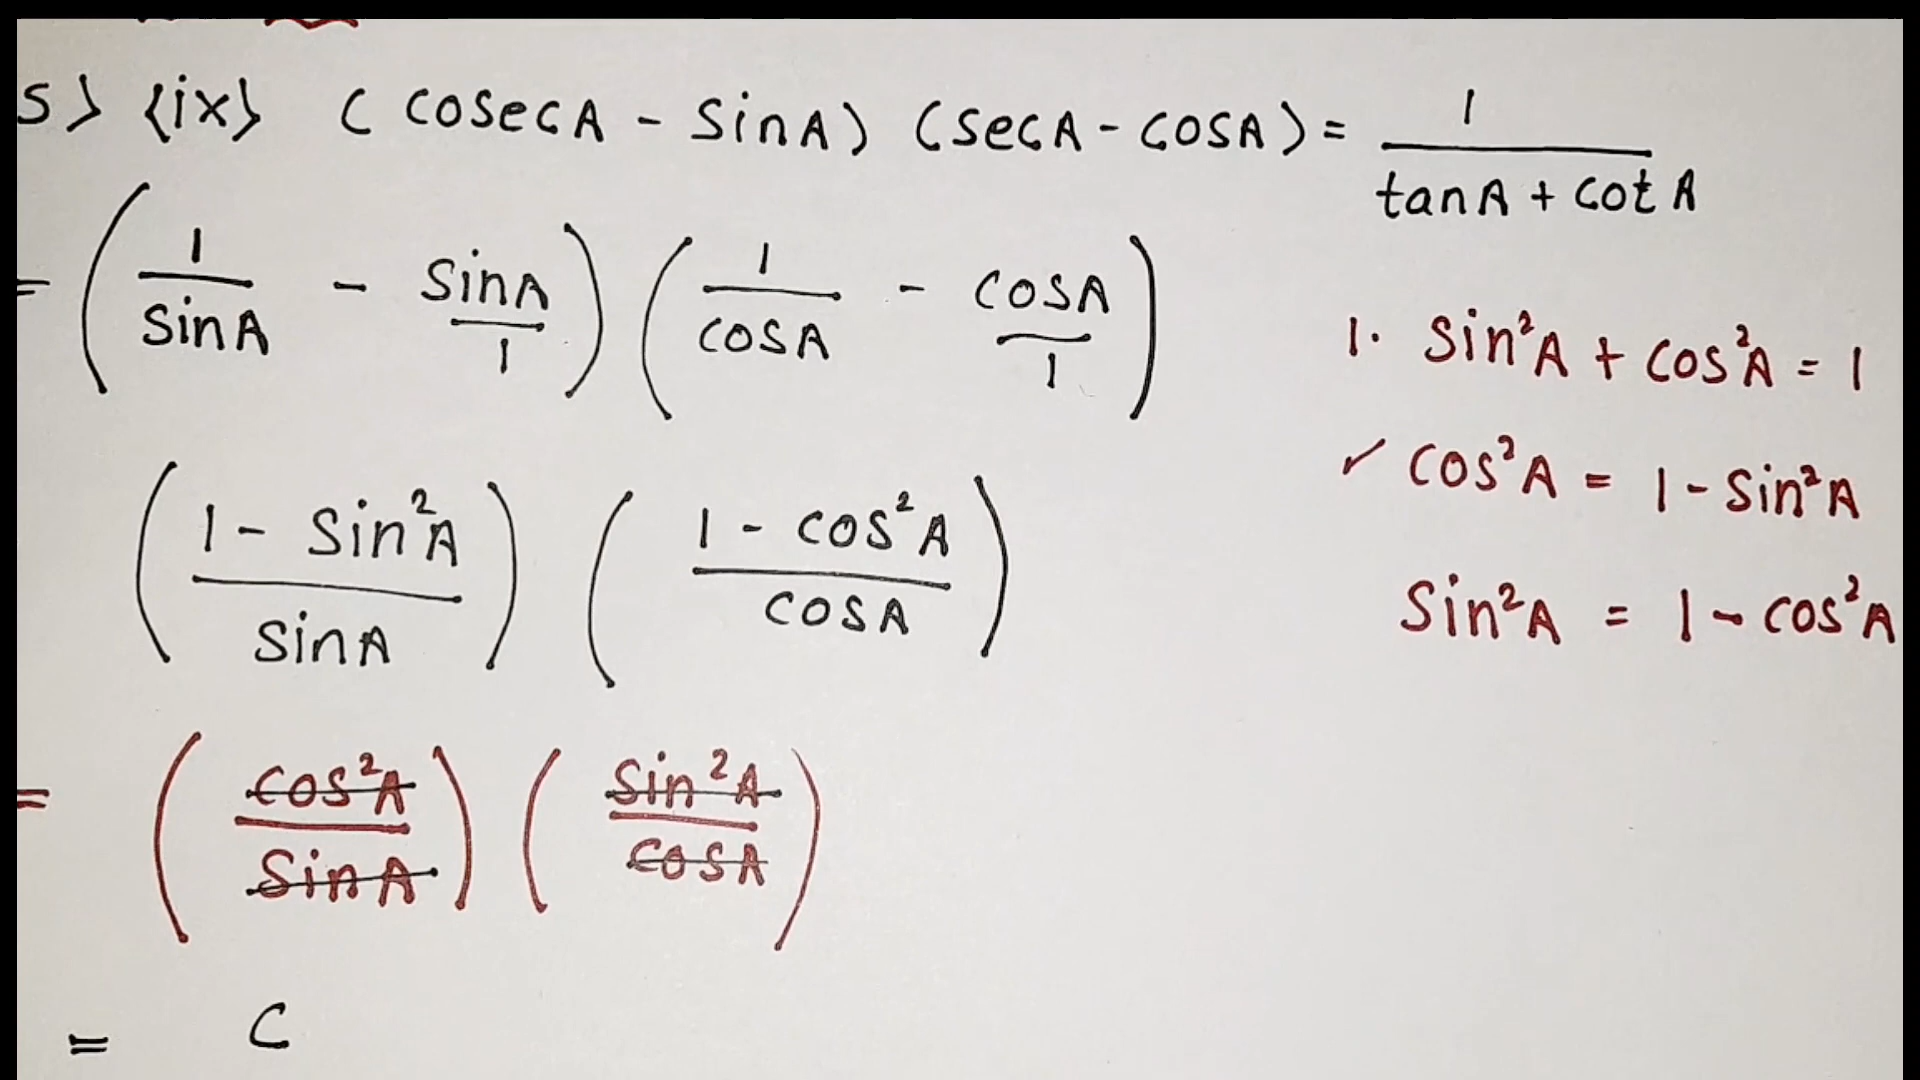 5> <ix> (cosecA - sinA) (secA - cosA) = 1/(tanA + cotA)
= (1/sinA - sinA/1) (1/cosA - cosA/1)
1. sin²A + cos²A = 1
✓ cos²A = 1 - sin²A
(1 - sin²A/sinA) (1 - cos²A/cosA)
sin²A = 1 - cos²A
= (cos²A/sinA) (sin²A/cosA)
= c